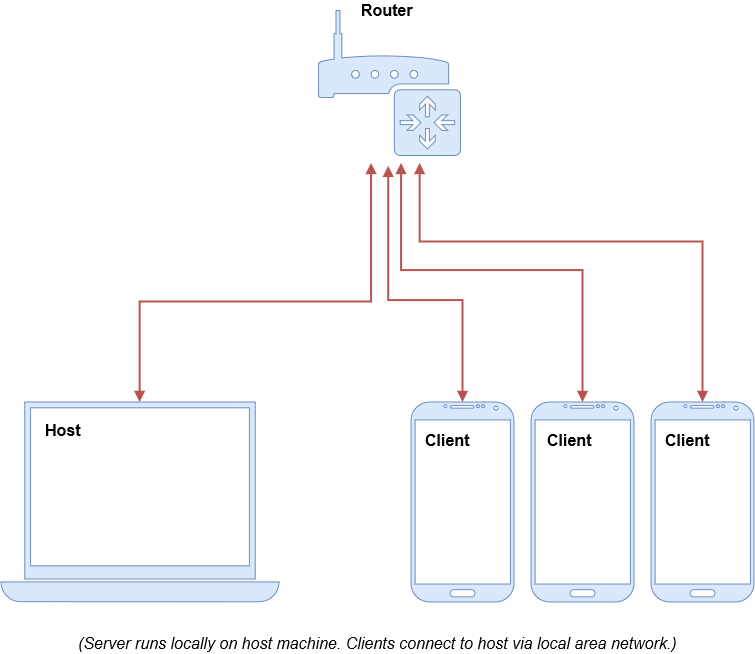 Router
Host
Client
Client
Client
(Server runs locally on host machine. Clients connect to host via local area network.)